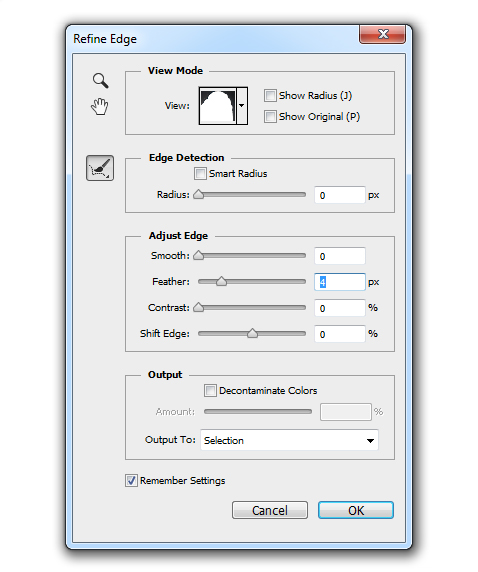 Refine Edge
View Mode
View:
Show Radius (J)
Show Original (P)
Edge Detection
Smart Radius
Radius: 0 px
Adjust Edge
Smooth: 0
Feather: 4 px
Contrast: 0 %
Shift Edge: 0 %
Output
Decontaminate Colors
Amount: %
Output To: Selection
Remember Settings
Cancel OK